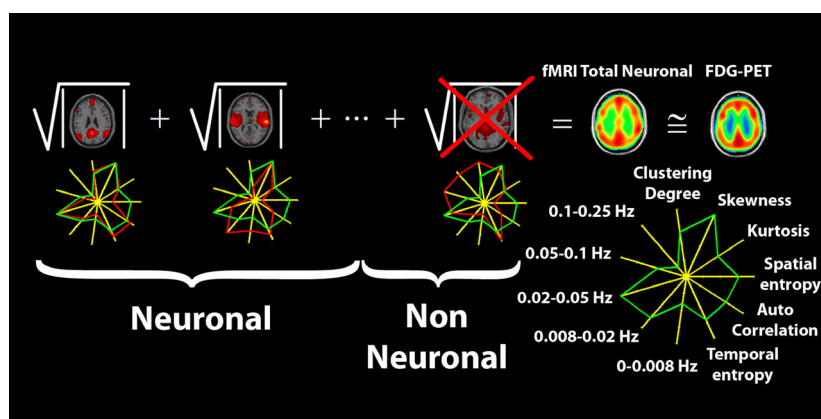 fMRI Total Neuronal
FDG-PET
+
+ ... +
=
≅
Clustering
Degree
Skewness
Kurtosis
Spatial
entropy
Auto
Correlation
Temporal
entropy
0-0.008 Hz
0.008-0.02 Hz
0.02-0.05 Hz
0.05-0.1 Hz
0.1-0.25 Hz
Neuronal
Non
Neuronal